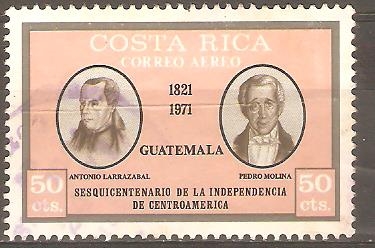 COSTA RICA
CORREO AEREO
1821
1971
GUATEMALA
ANTONIO LARRAZABAL
PEDRO MOLINA
50
cts.
SESQUICENTENARIO DE LA INDEPENDENCIA
DE CENTROAMERICA
50
cts.